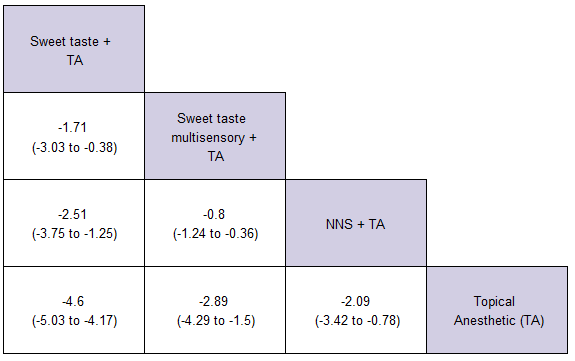 Sweet taste +
TA
-1.71
(-3.03 to -0.38)
Sweet taste
multisensory +
TA
-2.51
(-3.75 to -1.25)
-0.8
(-1.24 to -0.36)
NNS + TA
-4.6
(-5.03 to -4.17)
-2.89
(-4.29 to -1.5)
-2.09
(-3.42 to -0.78)
Topical
Anesthetic (TA)